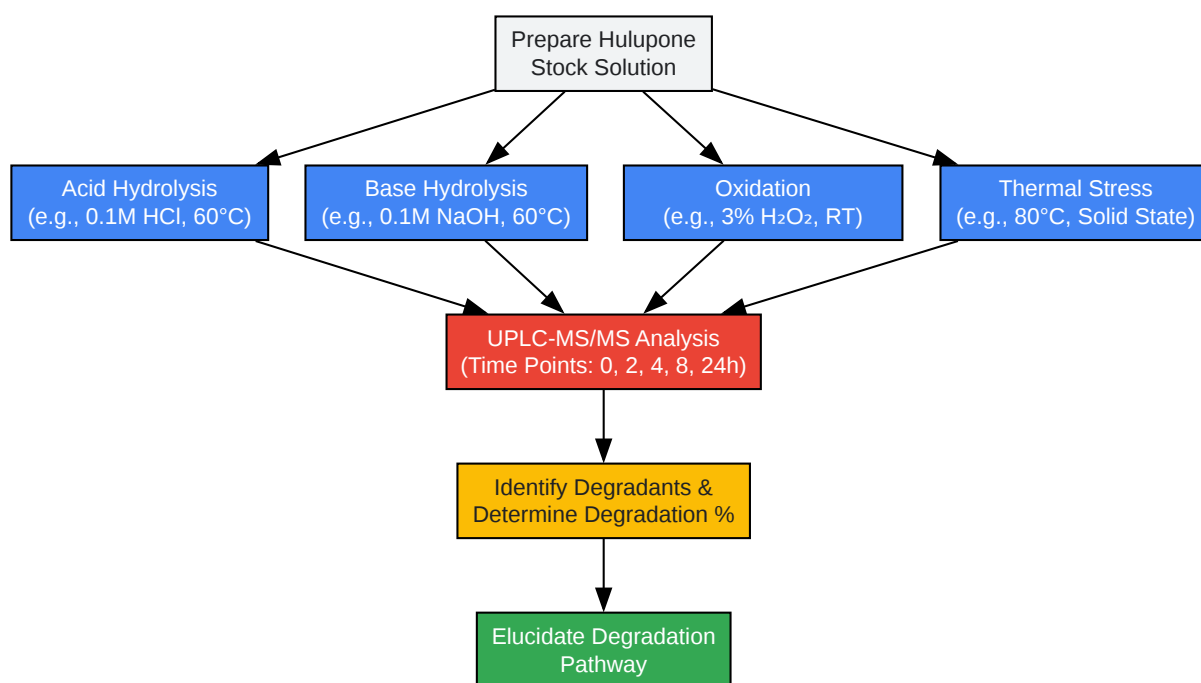 Prepare Hulupone
Stock Solution
Acid Hydrolysis
(e.g., 0.1M HCl, 60°C)
Base Hydrolysis
(e.g., 0.1M NaOH, 60°C)
Oxidation
(e.g., 3% H₂O₂, RT)
Thermal Stress
(e.g., 80°C, Solid State)
UPLC-MS/MS Analysis
(Time Points: 0, 2, 4, 8, 24h)
Identify Degradants &
Determine Degradation %
Elucidate Degradation
Pathway